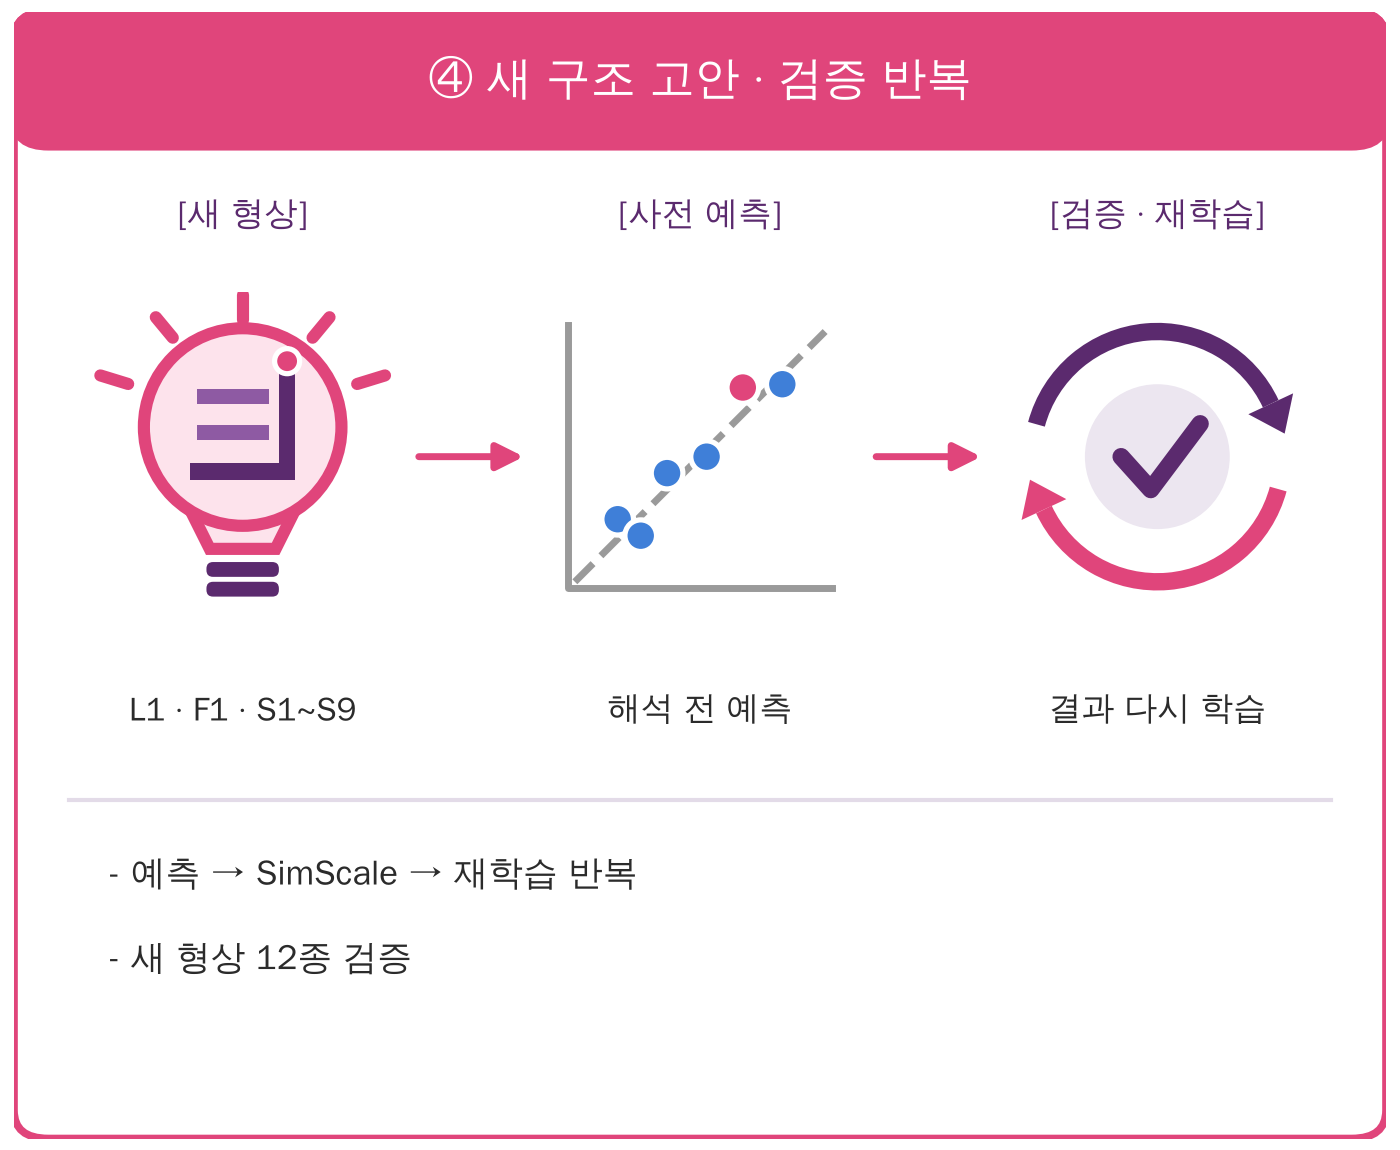 ④ 새 구조 고안 · 검증 반복
[새 형상]
[사전 예측]
[검증 · 재학습]
L1 · F1 · S1~S9
해석 전 예측
결과 다시 학습
- 예측 → SimScale → 재학습 반복
- 새 형상 12종 검증